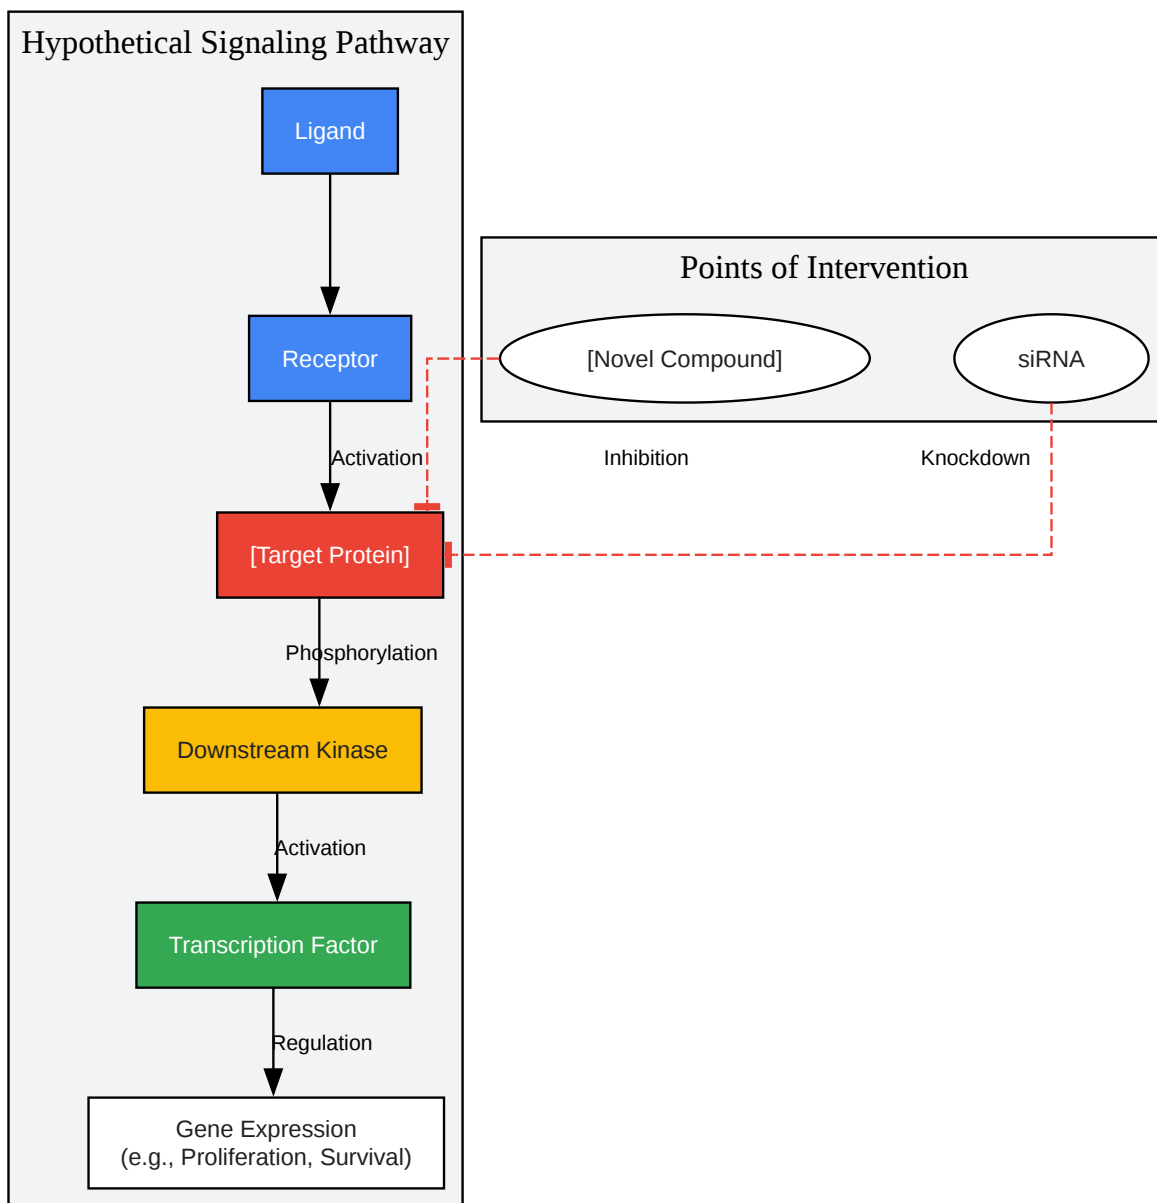 Hypothetical Signaling Pathway
Ligand
Points of Intervention
Receptor
[Novel Compound]
siRNA
Activation
Inhibition
Knockdown
[Target Protein]
Phosphorylation
Downstream Kinase
Activation
Transcription Factor
Regulation
Gene Expression
(e.g., Proliferation, Survival)